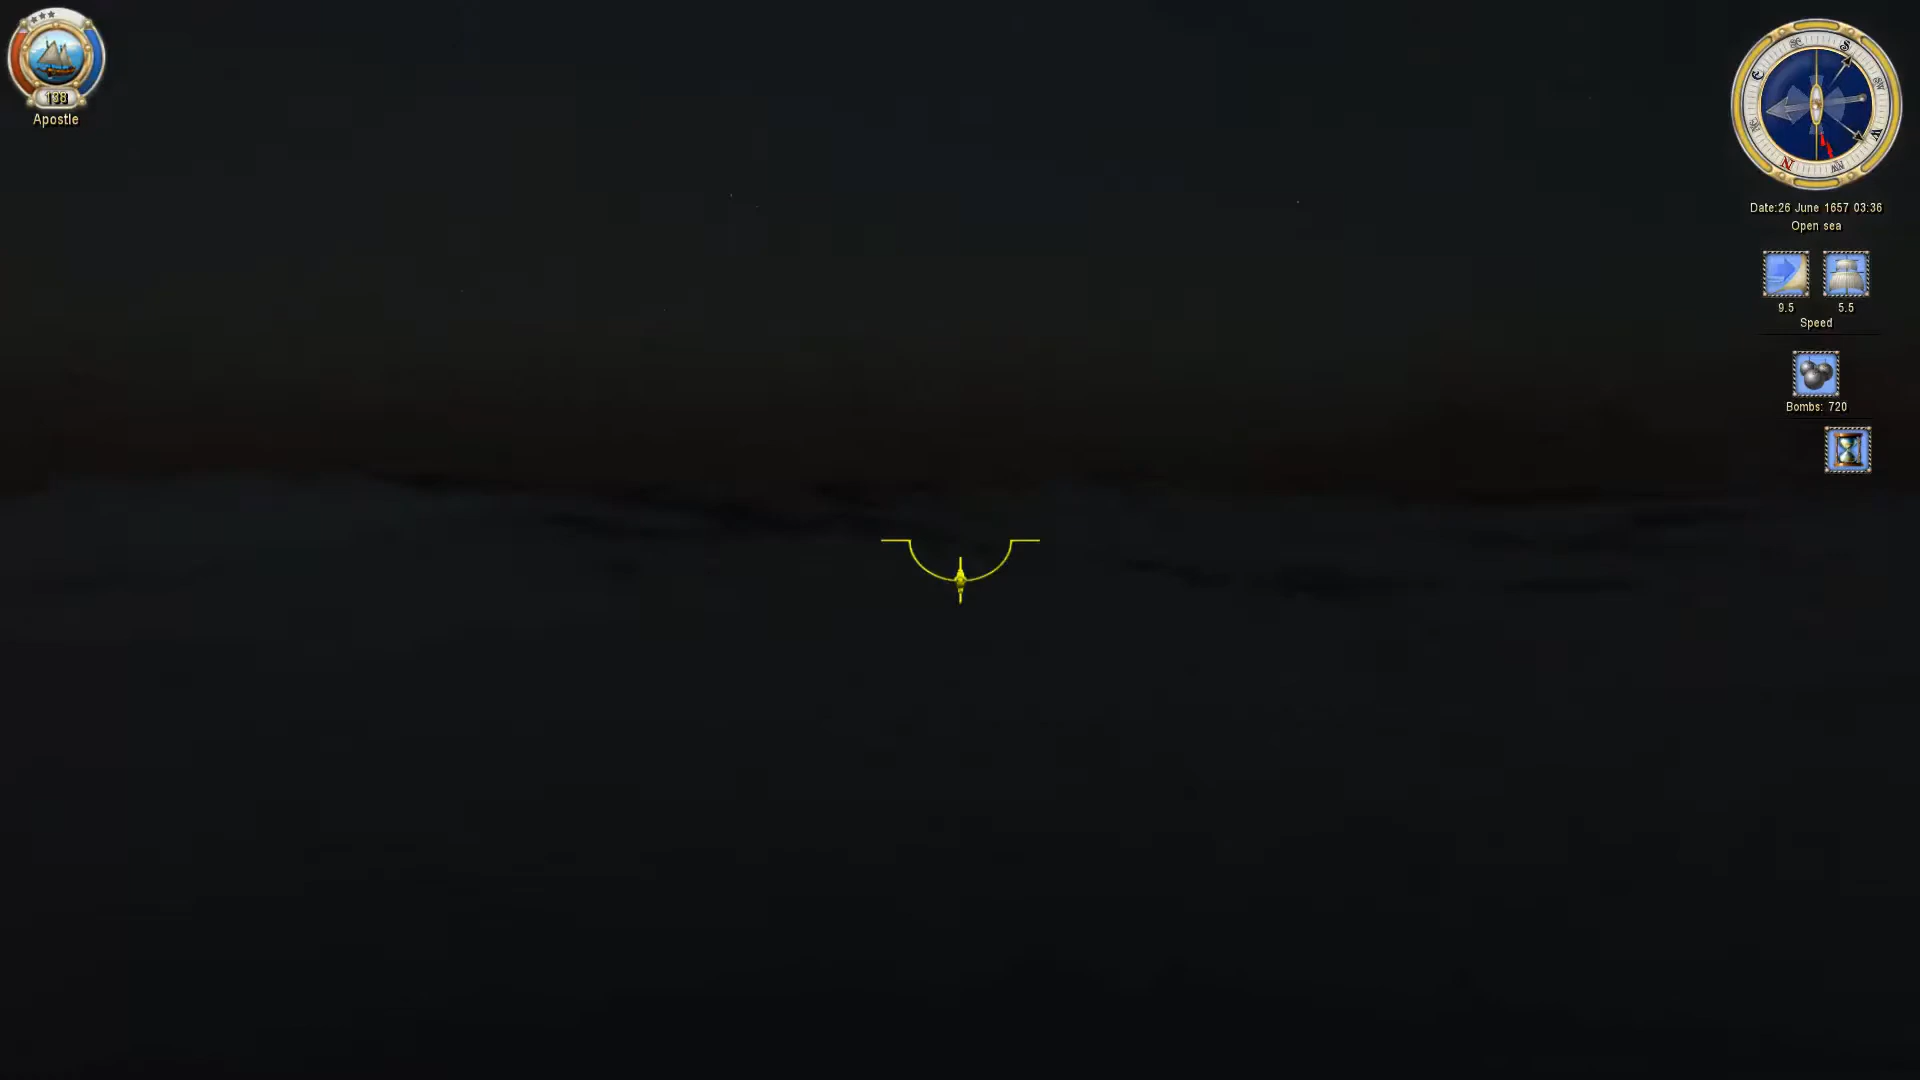 138
Apostle
S
N
W
Date:26 June 1657 03:36
Open sea
9.5 5.5
Speed
Bombs: 720